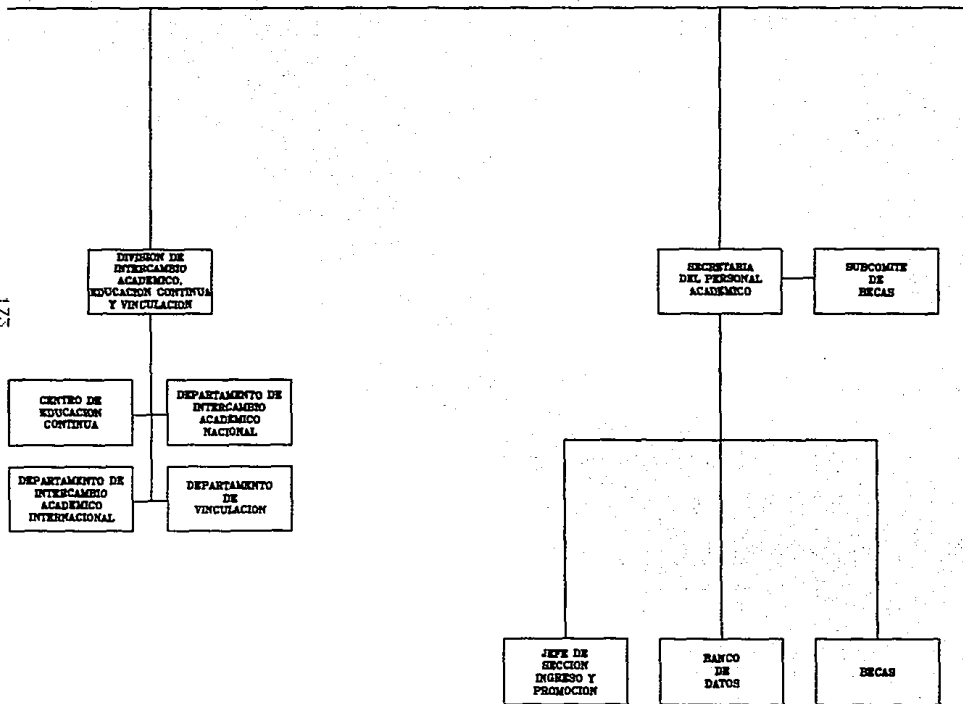 DIVISION DE
INTERCAMBIO
ACADEMICO,
EDUCACION CONTINUA
Y VINCULACION
SECRETARIA
DEL PERSONAL
ACADEMICO
SUBCOMITE
DE
BECAS
CENTRO DE
EDUCACION
CONTINUA
DEPARTAMENTO DE
INTERCAMBIO
ACADEMICO
NACIONAL
DEPARTAMENTO DE
INTERCAMBIO
ACADEMICO
INTERNACIONAL
DEPARTAMENTO
DE
VINCULACION
JEFE DE
SECCION
INGRESO Y
PROMOCION
BANCO
DE
DATOS
BECAS